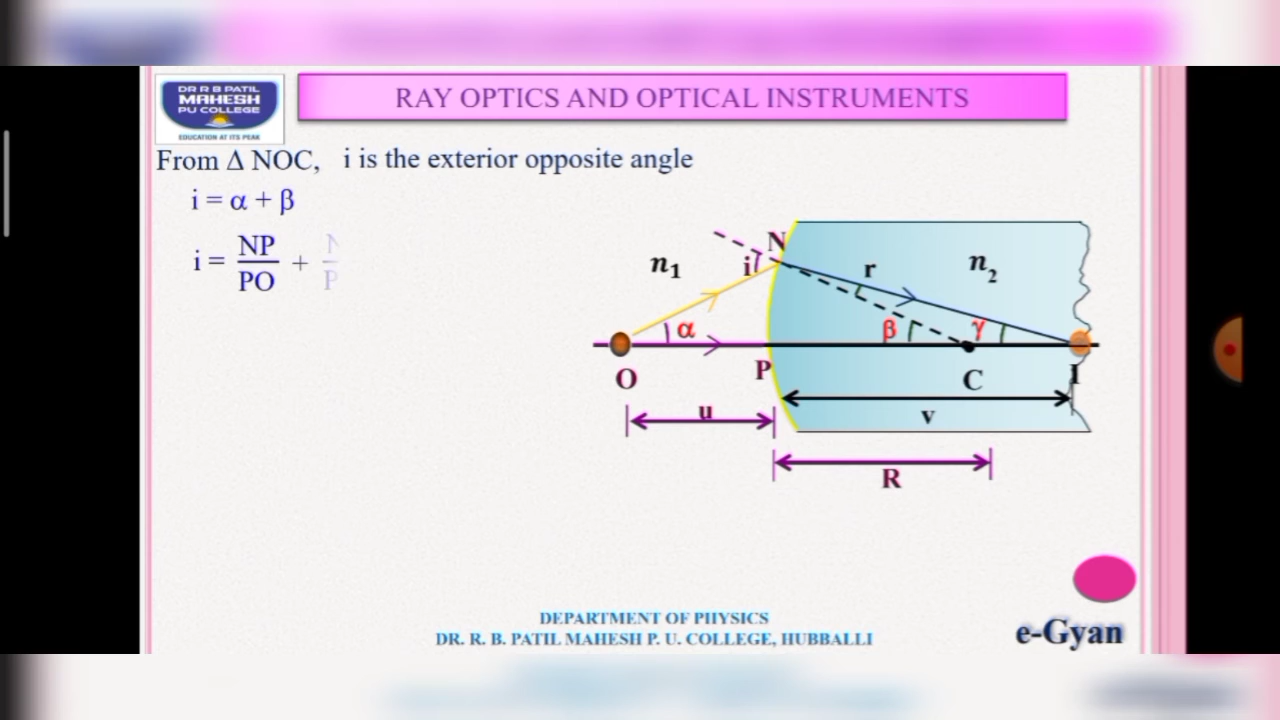 DR R B PATIL
MAHESH
PU COLLEGE
EDUCATION AT ITS PEAK
RAY OPTICS AND OPTICAL INSTRUMENTS
From Δ NOC, i is the exterior opposite angle
i = α + β
i = NP/PO + N/P
n₁
N
i
r
n₂
α
β
γ
O
P
C
I
u
v
R
DEPARTMENT OF PHYSICS
DR. R. B. PATIL MAHESH P. U. COLLEGE, HUBBALLI
e-Gyan